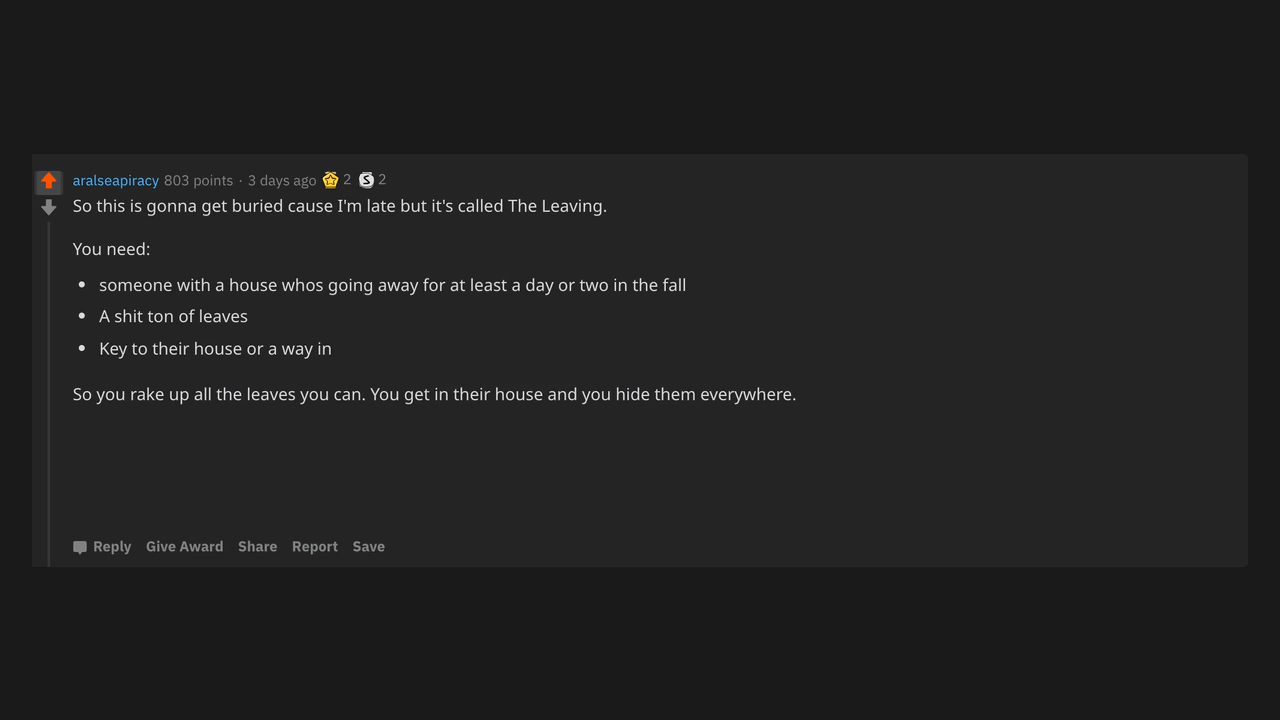 aralseapiracy 803 points · 3 days ago 2 S 2
So this is gonna get buried cause I'm late but it's called The Leaving.
You need:
• someone with a house whos going away for at least a day or two in the fall
• A shit ton of leaves
• Key to their house or a way in
So you rake up all the leaves you can. You get in their house and you hide them everywhere.
Reply Give Award Share Report Save